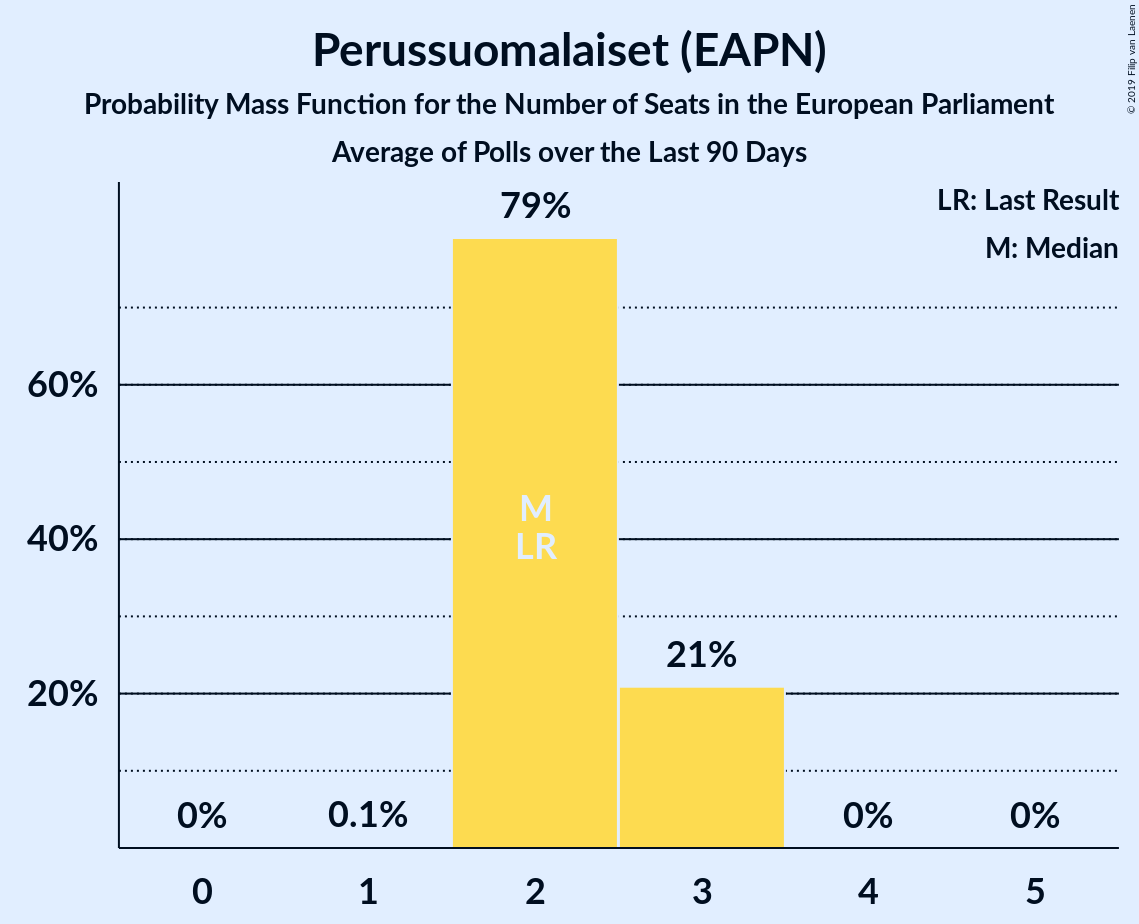 Perussuomalaiset (EAPN)
Probability Mass Function for the Number of Seats in the European Parliament
Average of Polls over the Last 90 Days
© 2019 Filip van Laenen
LR: Last Result
M: Median
79%
60%
M
40%
LR
21%
20%
0% 0.1% 0% 0%
0 1 2 3 4 5